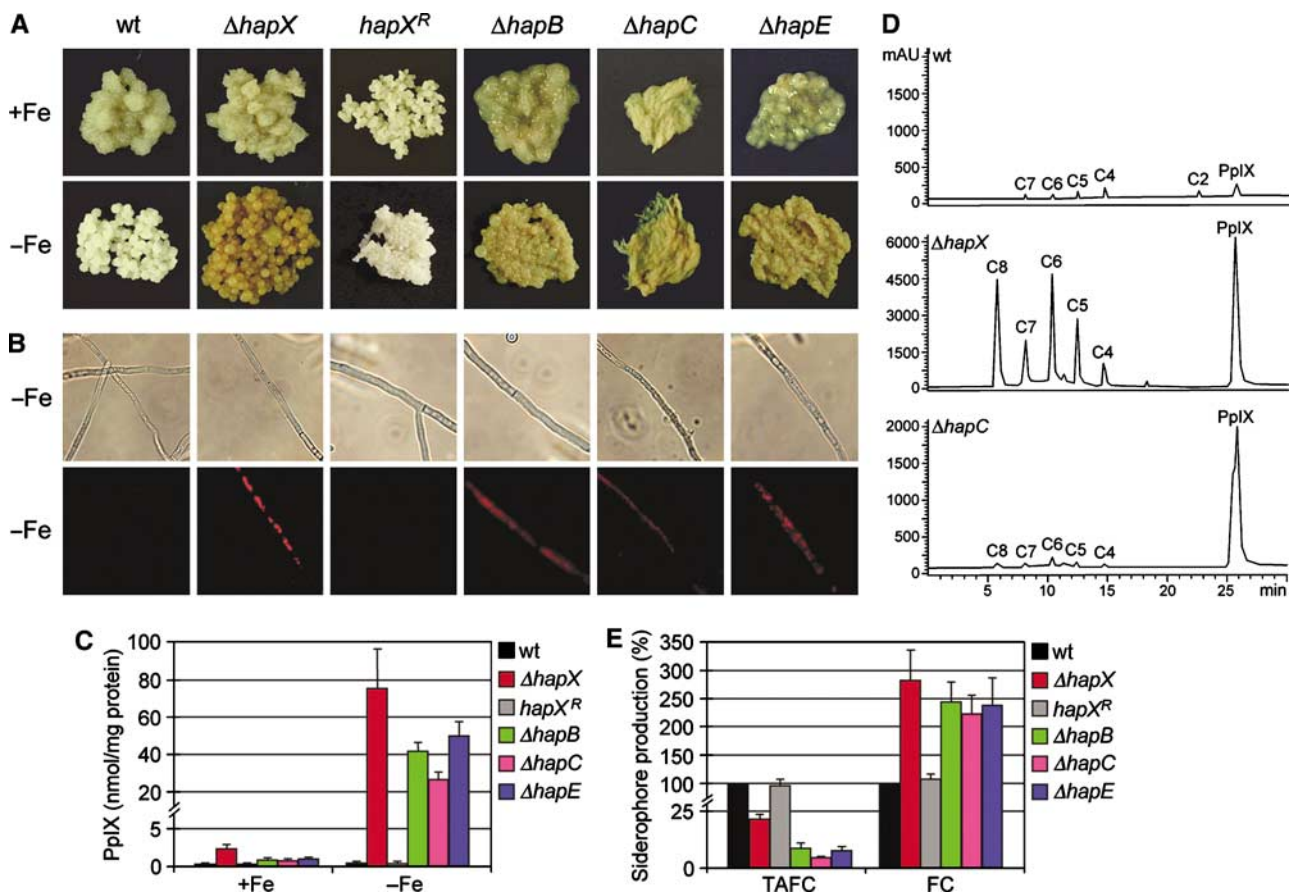 A
wt
ΔhapX
hapX^R
ΔhapB
ΔhapC
ΔhapE
+Fe
–Fe
B
–Fe
–Fe
C
PpIX (nmol/mg protein)
100
80
60
40
20
5
0
+Fe
–Fe
wt
ΔhapX
hapX^R
ΔhapB
ΔhapC
ΔhapE
D
mAU
wt
1500
1000
500
0
C7
C6
C5
C4
C2
PpIX
ΔhapX
6000
4500
3000
1500
0
C8
C7
C6
C5
C4
PpIX
ΔhapC
2000
1500
1000
500
0
C8
C7
C6
C5
C4
PpIX
5
10
15
20
25
min
E
Siderophore production (%)
350
300
250
200
150
100
25
0
TAFC
FC
wt
ΔhapX
hapX^R
ΔhapB
ΔhapC
ΔhapE